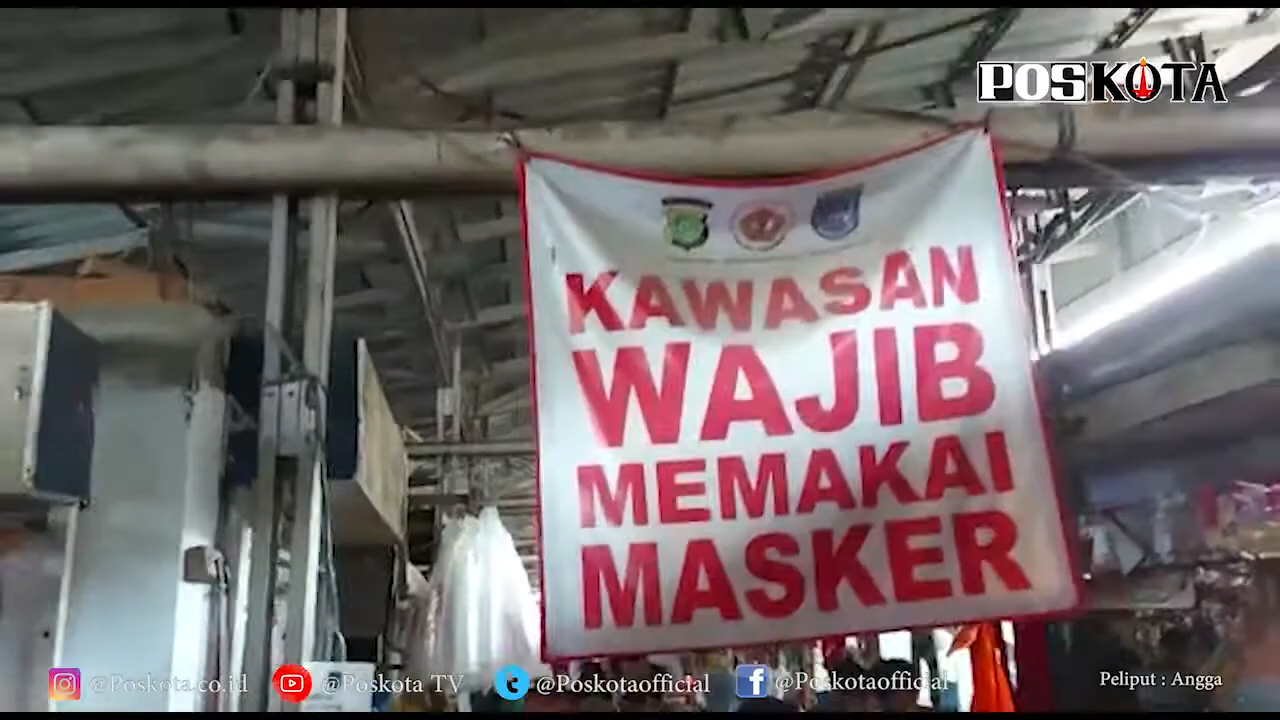 POSKOTA
KAWASAN
WAJIB
MEMAKAI
MASKER
@Poskota.co.id
@Poskota TV
@Poskotaofficial
@Poskotaofficial
Peliput : Angga